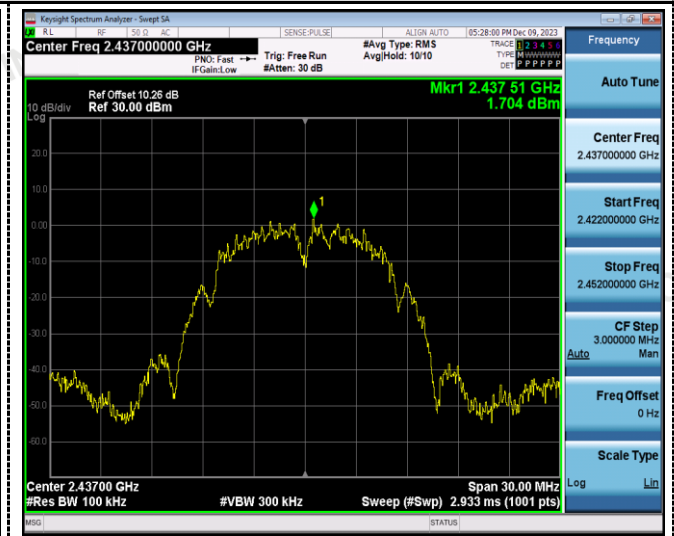 Keysight Spectrum Analyzer - Swept SA
RL RF 50 Ω AC SENSE:PULSE ALIGN AUTO 05:28:00 PM Dec 09, 2023
Center Freq 2.437000000 GHz
PNO: Fast
IFGain:Low
Trig: Free Run
#Atten: 30 dB
#Avg Type: RMS
Avg|Hold: 10/10
TRACE 1 2 3 4 5 6
TYPE M W W W W W
DET P P P P P P
Ref Offset 10.26 dB
10 dB/div Ref 30.00 dBm
Log
Mkr1 2.437 51 GHz
1.704 dBm
1
20.0
10.0
0.00
-10.0
-20.0
-30.0
-40.0
-50.0
-60.0
Center 2.43700 GHz Span 30.00 MHz
#Res BW 100 kHz #VBW 300 kHz Sweep (#Swp) 2.933 ms (1001 pts)
MSG STATUS
Frequency
Auto Tune
Center Freq
2.437000000 GHz
Start Freq
2.422000000 GHz
Stop Freq
2.452000000 GHz
CF Step
3.000000 MHz
Auto Man
Freq Offset
0 Hz
Scale Type
Log Lin